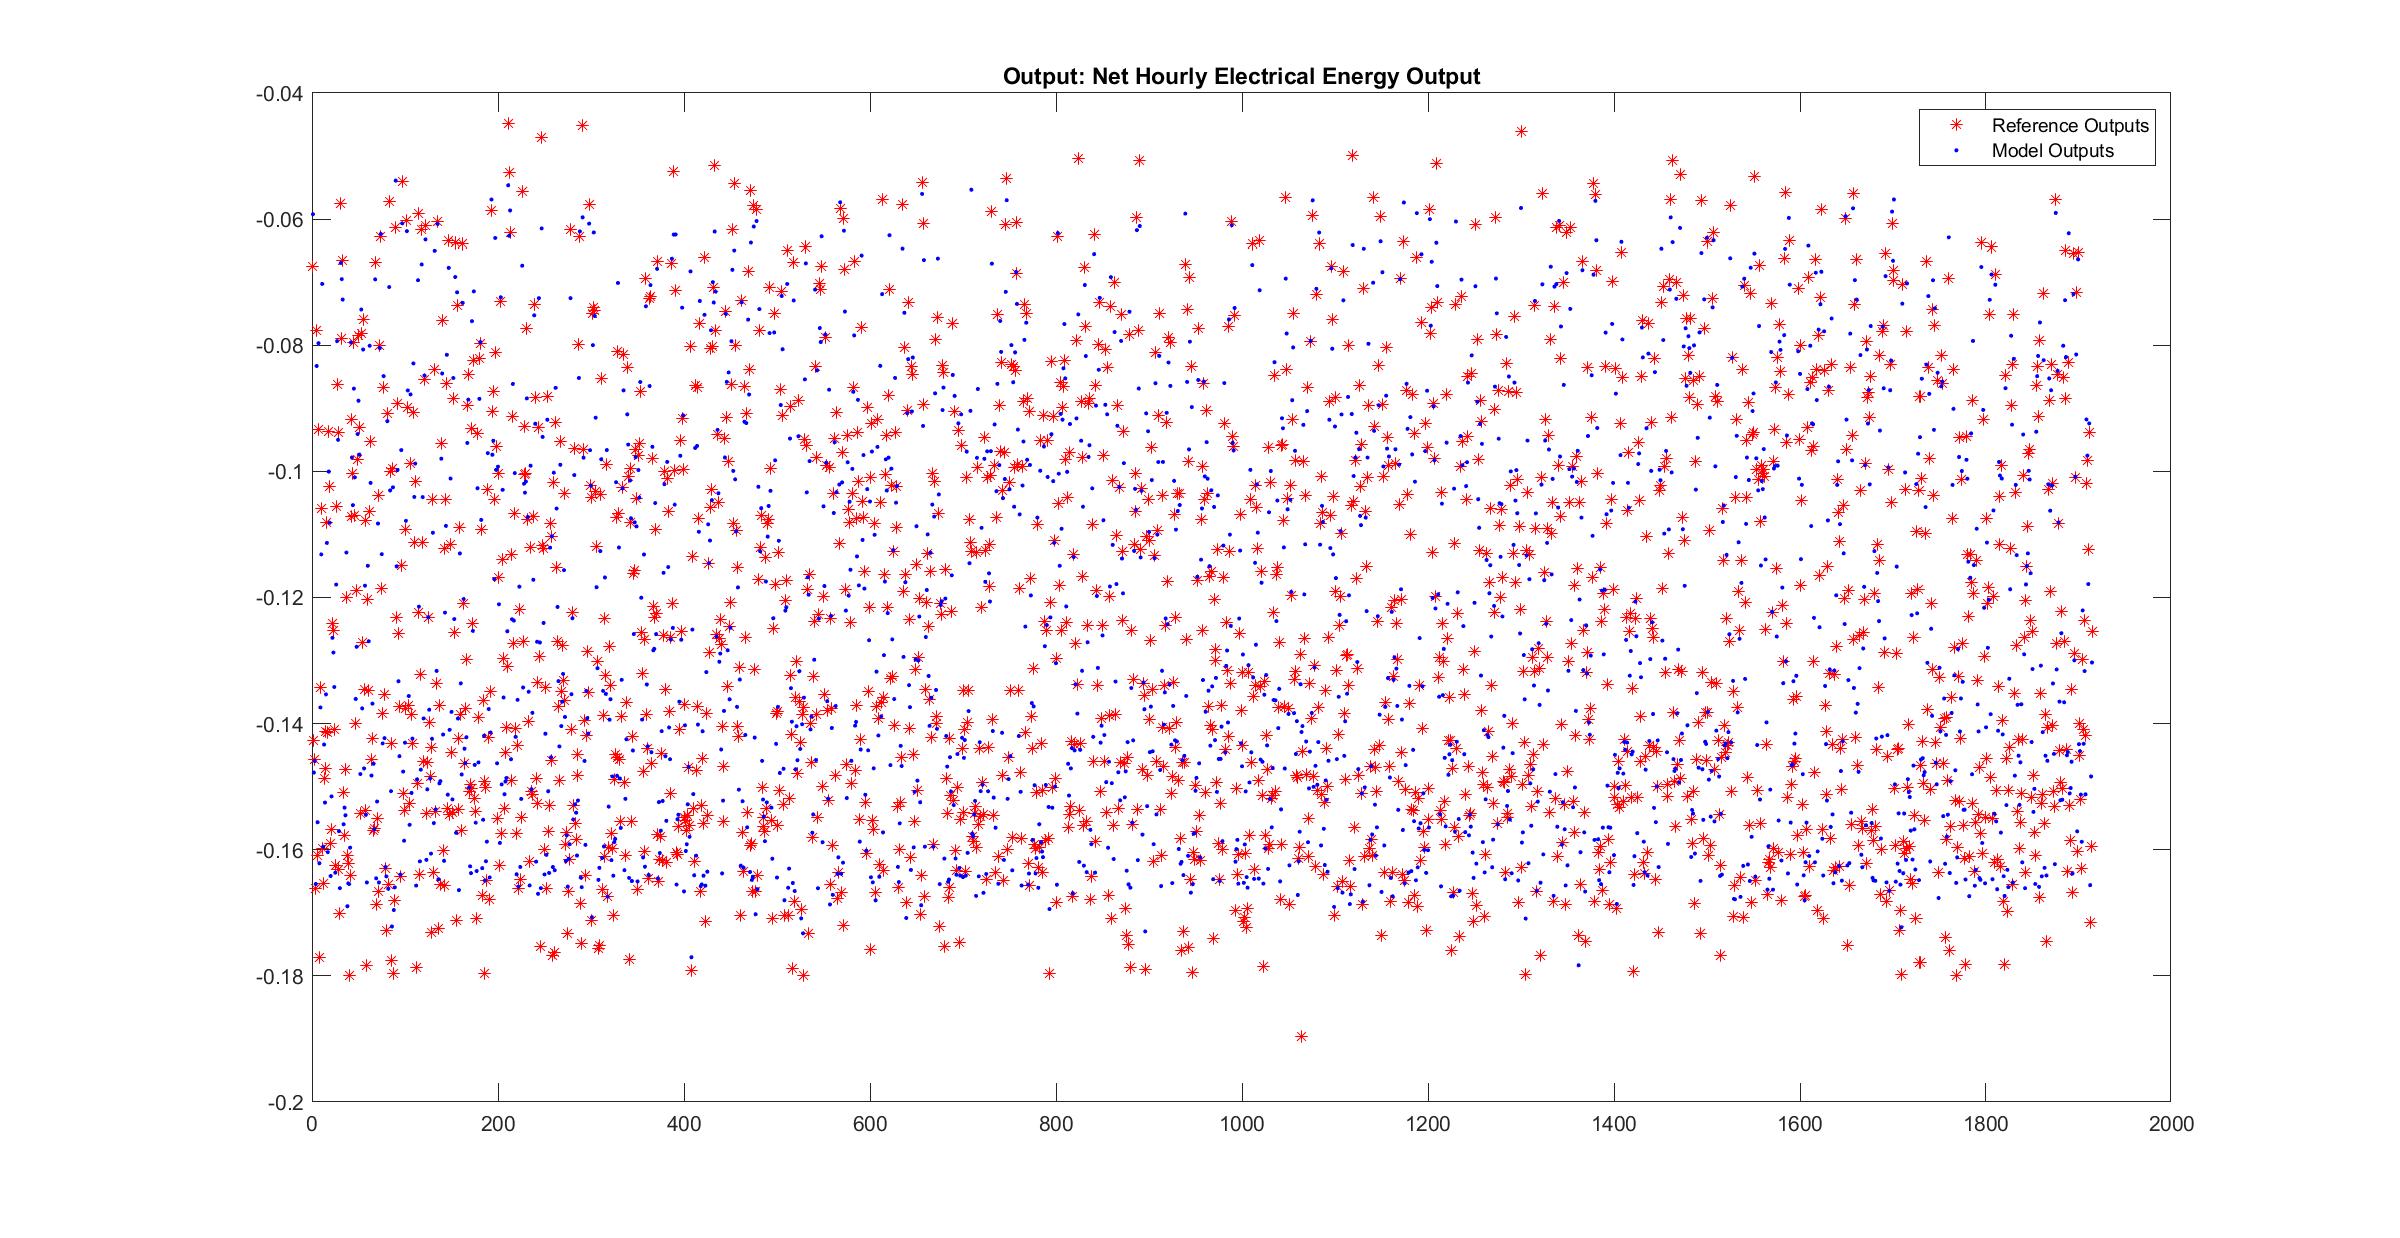 Output: Net Hourly Electrical Energy Output
Reference Outputs
Model Outputs
-0.04
-0.06
-0.08
-0.1
-0.12
-0.14
-0.16
-0.18
-0.2
0 200 400 600 800 1000 1200 1400 1600 1800 2000